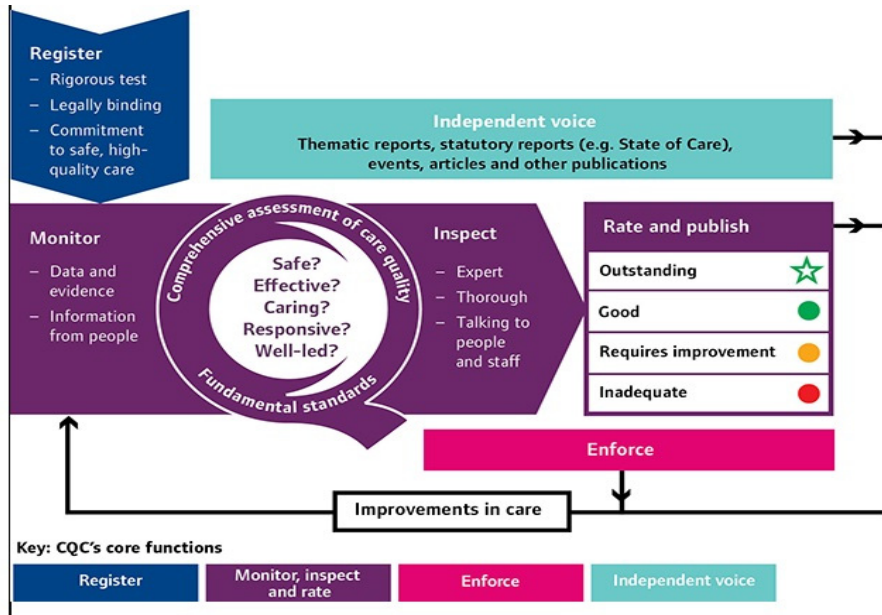 Register
– Rigorous test
– Legally binding
– Commitment
to safe, high-
quality care
Independent voice
Thematic reports, statutory reports (e.g. State of Care),
events, articles and other publications
Monitor
– Data and
evidence
– Information
from people
Comprehensive assessment of care quality
Safe?
Effective?
Caring?
Responsive?
Well-led?
Fundamental standards
Inspect
– Expert
– Thorough
– Talking to
people
and staff
Rate and publish
Outstanding
Good
Requires improvement
Inadequate
Enforce
Improvements in care
Key: CQC's core functions
Register
Monitor, inspect
and rate
Enforce
Independent voice